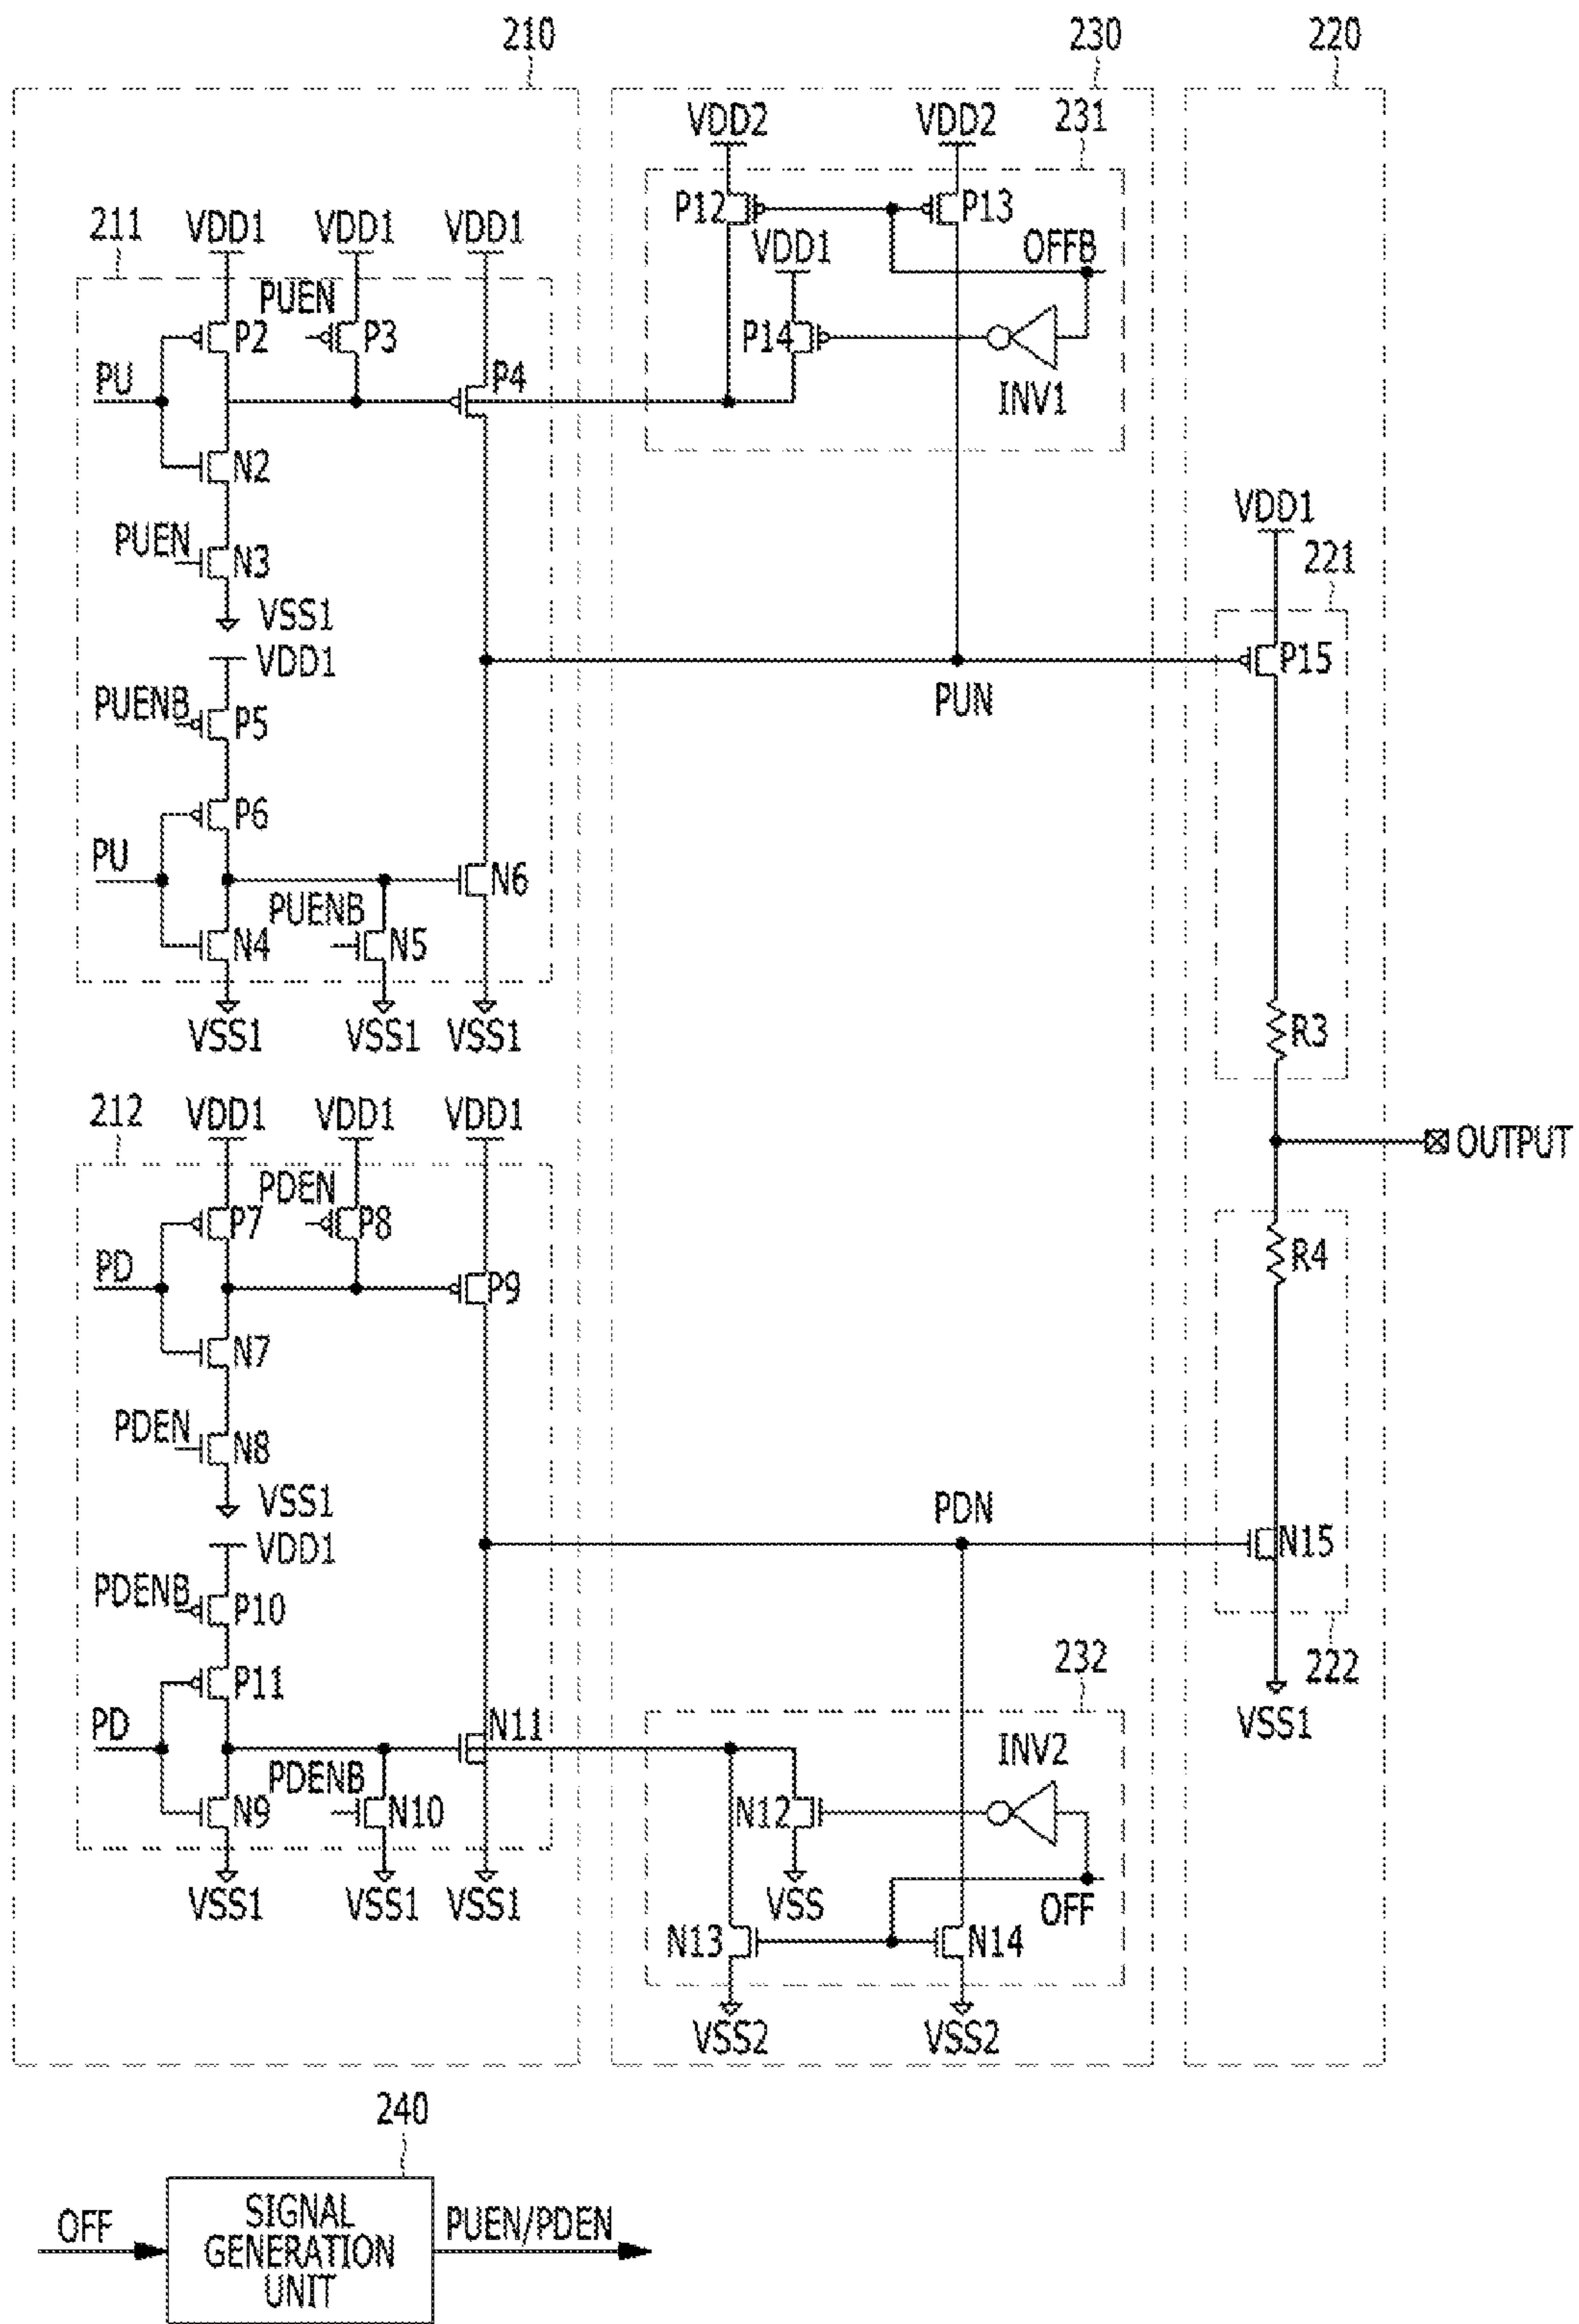 210
230
220
VDD2
VDD2
231
P12
P13
211
VDD1
VDD1
VDD1
VDD1
OFFB
PUEN
P2
P3
P14
PU
P4
INV1
N2
VDD1
PUEN
N3
221
VSS1
VDD1
P15
PUN
PUENB
P5
P6
PU
N6
PUENB
N4
N5
R3
VSS1
VSS1
VSS1
212
VDD1
VDD1
VDD1
OUTPUT
PDEN
P7
P8
R4
PD
P9
N7
PDEN
N8
VSS1
PDN
VDD1
N15
PDENB
P10
232
222
P11
VSS1
PD
N11
INV2
PDENB
N9
N10
N12
VSS1
VSS1
VSS1
VSS
OFF
N13
N14
VSS2
VSS2
240
OFF
SIGNAL
GENERATION
UNIT
PUEN/PDEN